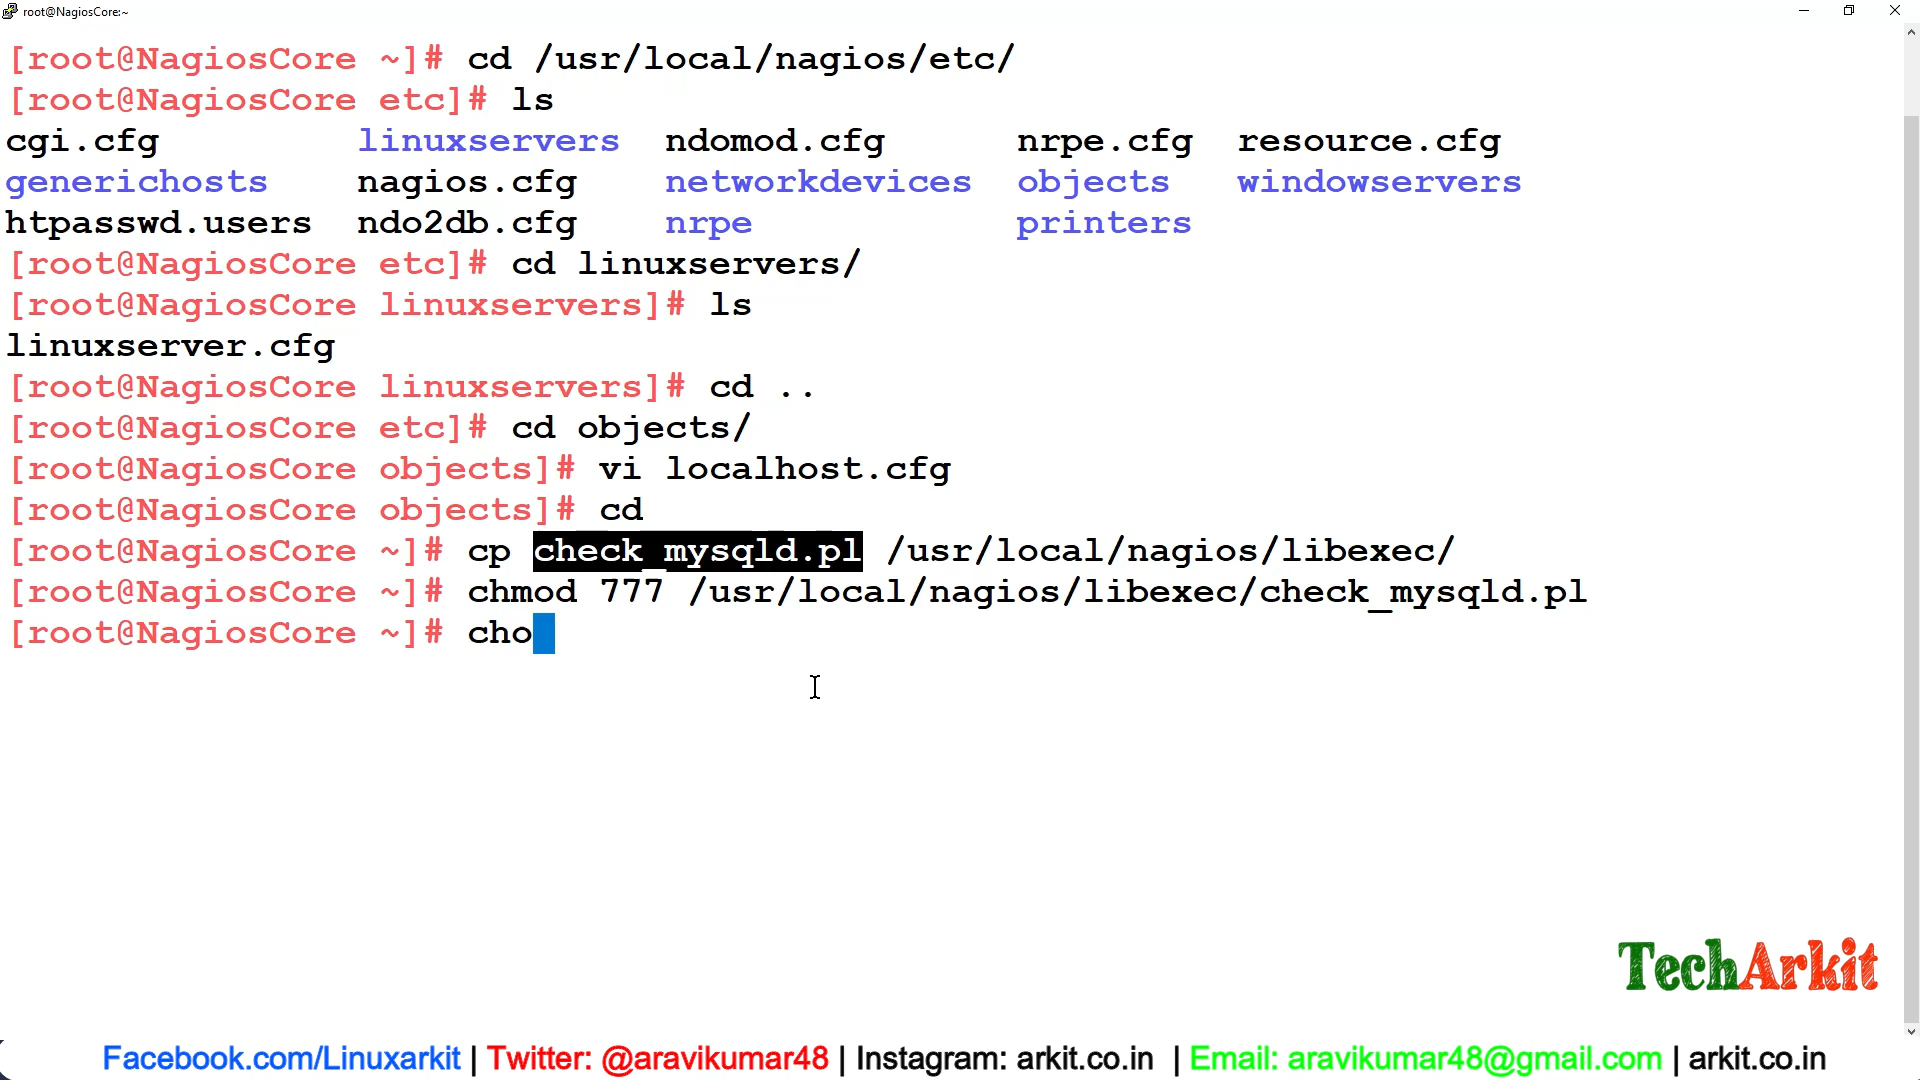 root@NagiosCore:~
[root@NagiosCore ~]# cd /usr/local/nagios/etc/
[root@NagiosCore etc]# ls
cgi.cfg linuxservers ndomod.cfg nrpe.cfg resource.cfg
generichosts nagios.cfg networkdevices objects windowservers
htpasswd.users ndo2db.cfg nrpe printers
[root@NagiosCore etc]# cd linuxservers/
[root@NagiosCore linuxservers]# ls
linuxserver.cfg
[root@NagiosCore linuxservers]# cd ..
[root@NagiosCore etc]# cd objects/
[root@NagiosCore objects]# vi localhost.cfg
[root@NagiosCore objects]# cd
[root@NagiosCore ~]# cp check_mysqld.pl /usr/local/nagios/libexec/
[root@NagiosCore ~]# chmod 777 /usr/local/nagios/libexec/check_mysqld.pl
[root@NagiosCore ~]# cho
TechArkit
Facebook.com/Linuxarkit | Twitter: @aravikumar48 | Instagram: arkit.co.in | Email: aravikumar48@gmail.com | arkit.co.in